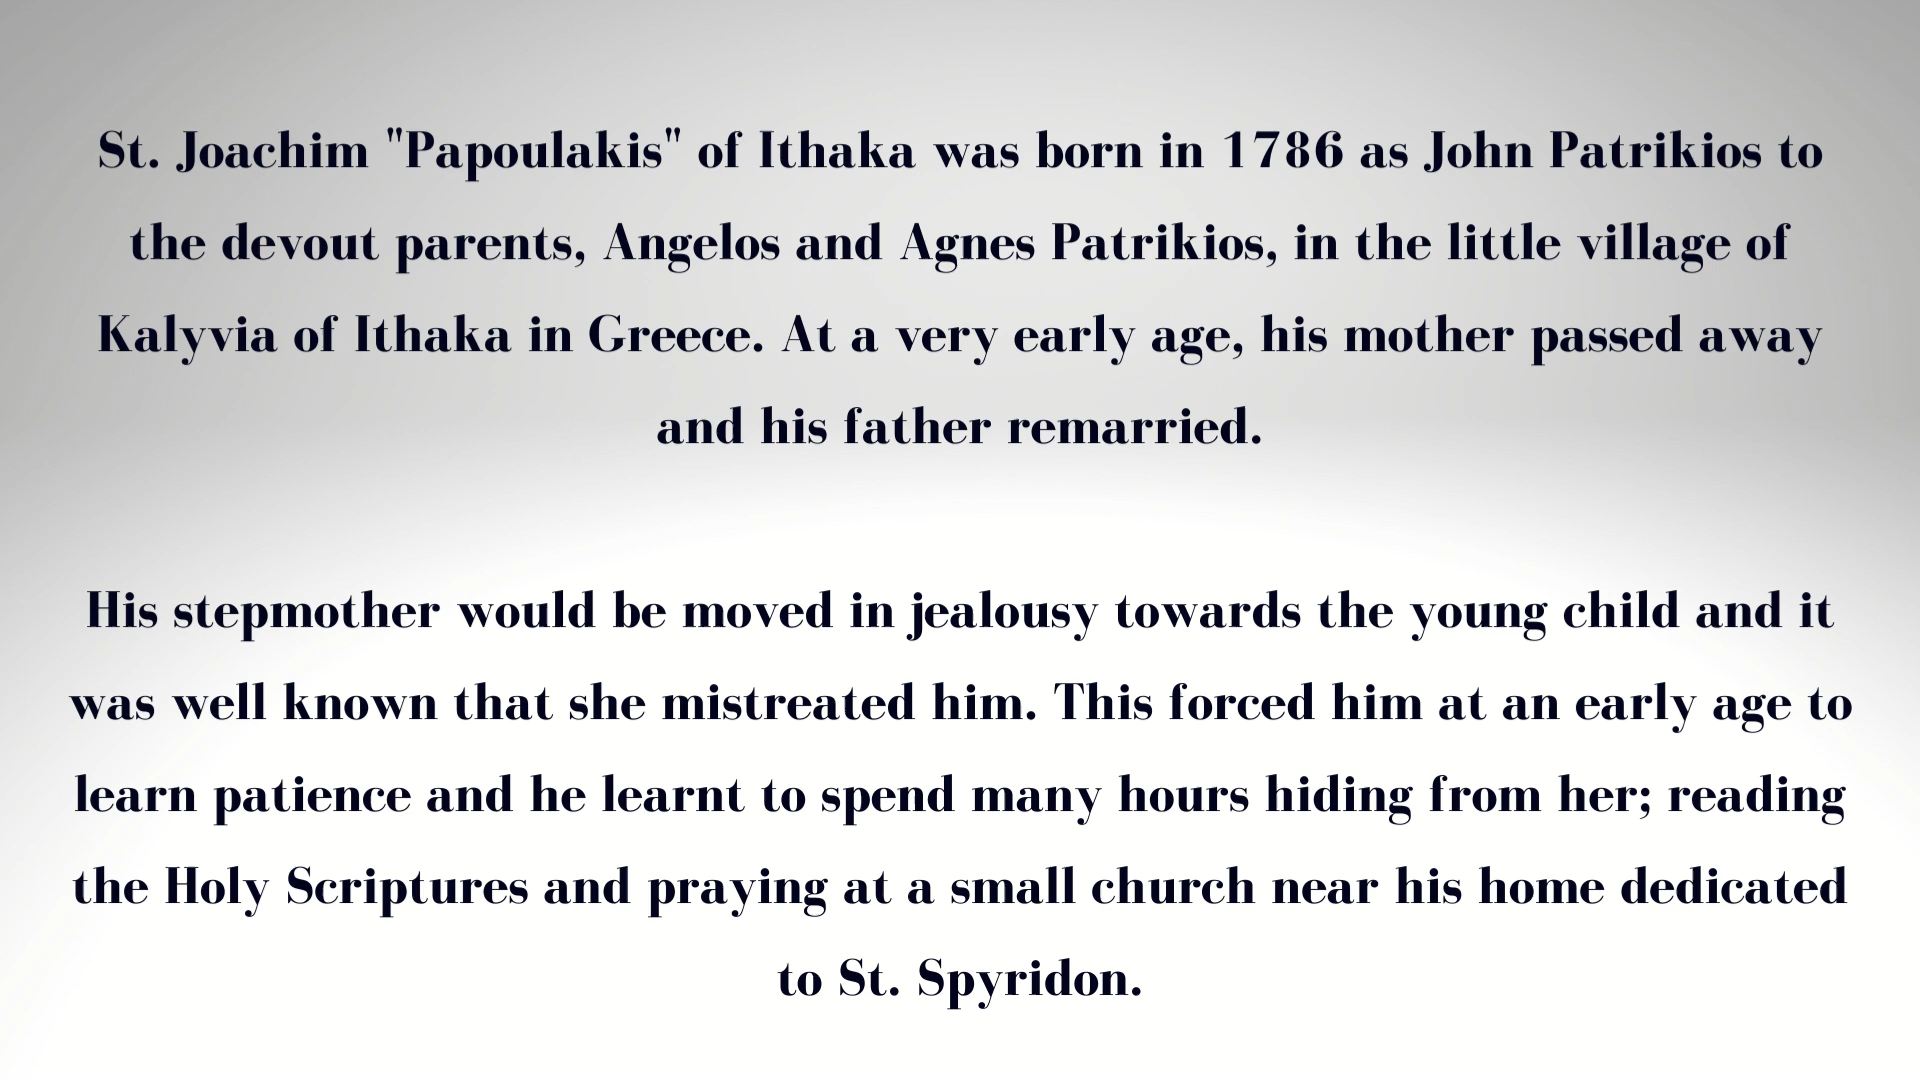 St. Joachim "Papoulakis" of Ithaka was born in 1786 as John Patrikios to
the devout parents, Angelos and Agnes Patrikios, in the little village of
Kalyvia of Ithaka in Greece. At a very early age, his mother passed away
and his father remarried.
His stepmother would be moved in jealousy towards the young child and it
was well known that she mistreated him. This forced him at an early age to
learn patience and he learnt to spend many hours hiding from her; reading
the Holy Scriptures and praying at a small church near his home dedicated
to St. Spyridon.